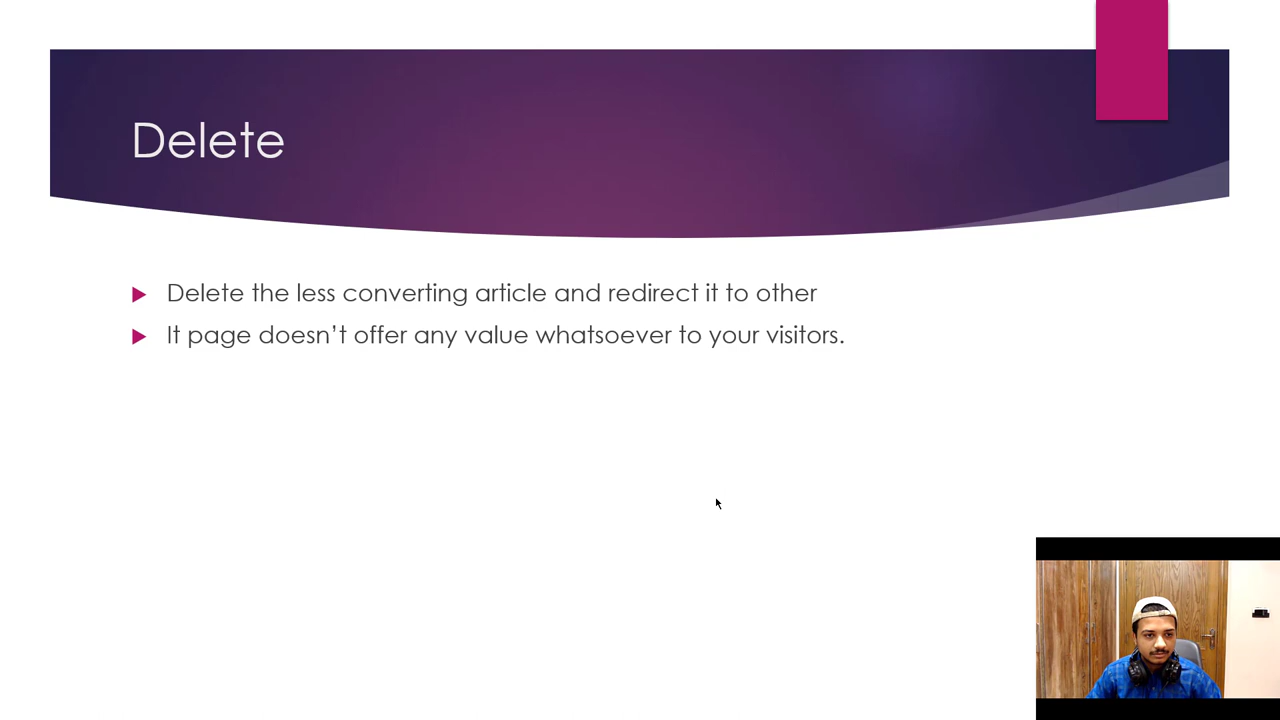 Delete
Delete the less converting article and redirect it to other
It page doesn't offer any value whatsoever to your visitors.